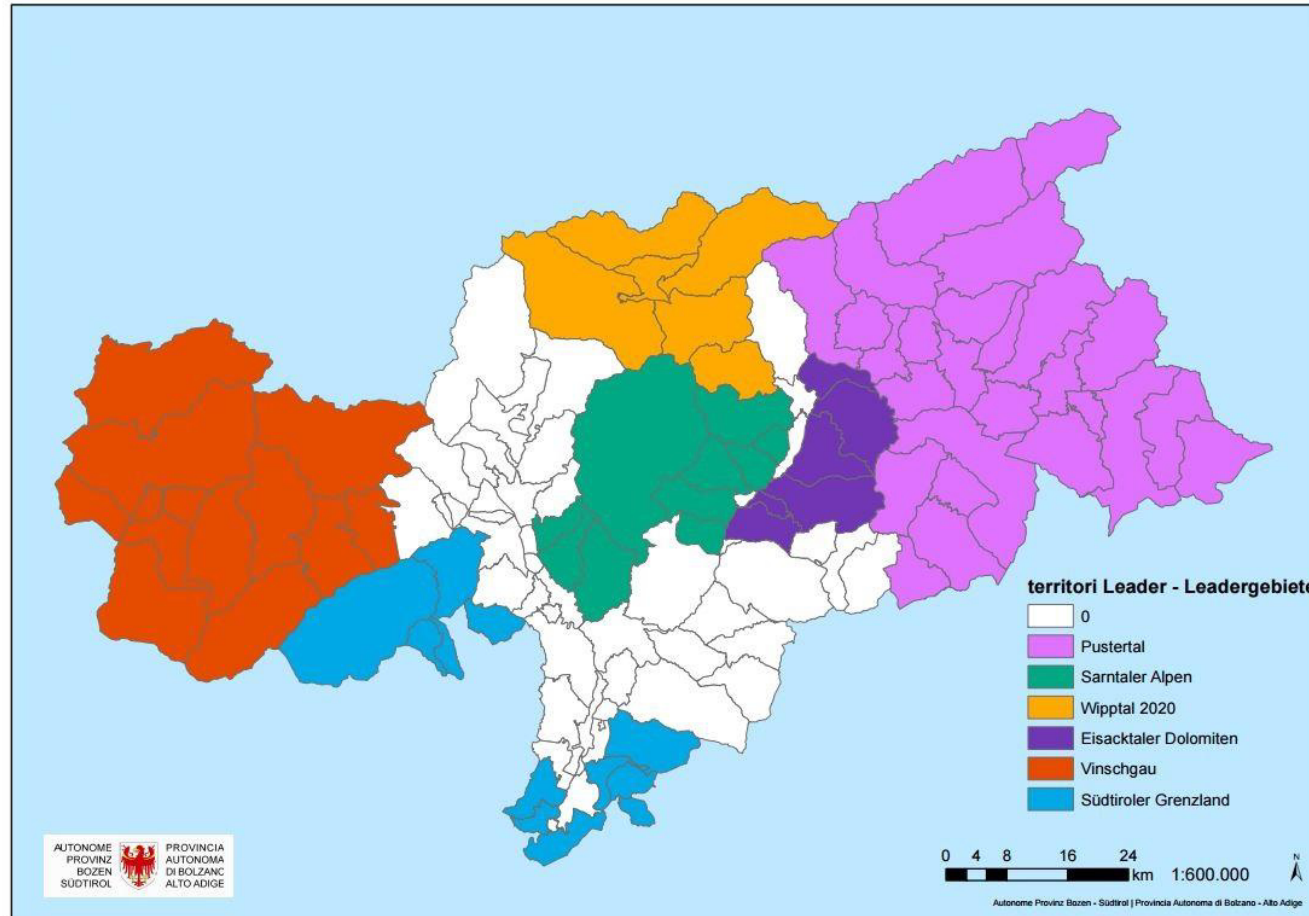 territori Leader - Leadergebiete
0
Pustertal
Sarntaler Alpen
Wipptal 2020
Eisacktaler Dolomiten
Vinschgau
Südtiroler Grenzland
AUTONOME
PROVINZ
BOZEN
SÜDTIROL
PROVINCIA
AUTONOMA
DI BOLZANO
ALTO ADIGE
0 4 8 16 24
km 1:600.000
N
Autonome Provinz Bozen - Südtirol | Provincia Autonoma di Bolzano - Alto Adige